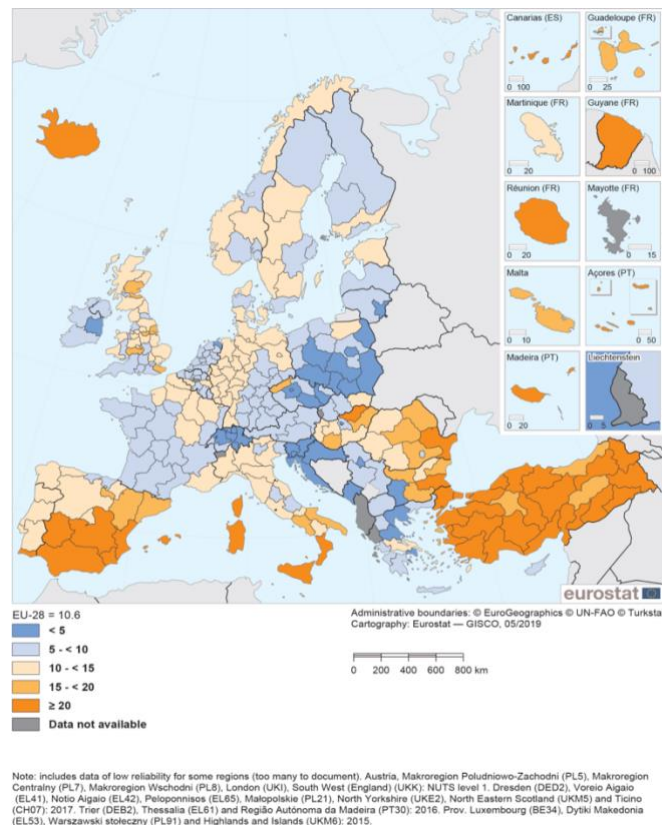 Canarias (ES)
0 100
Guadeloupe (FR)
0 25
Martinique (FR)
0 20
Guyane (FR)
0 100
Réunion (FR)
0 20
Mayotte (FR)
0 15
Malta
0 10
Açores (PT)
0 50
Madeira (PT)
0 20
Liechtenstein
0 5
eurostat
EU-28 = 10.6
< 5
5 - < 10
10 - < 15
15 - < 20
≥ 20
Data not available
Administrative boundaries: © EuroGeographics © UN-FAO © Turksta
Cartography: Eurostat — GISCO, 05/2019
0 200 400 600 800 km
Note: includes data of low reliability for some regions (too many to document). Austria, Makroregion Południowo-Zachodni (PL5), Makroregion
Centralny (PL7), Makroregion Wschodni (PL8), London (UKI), South West (England) (UKK): NUTS level 1. Dresden (DED2), Voreio Aigaio
(EL41), Notio Aigaio (EL42), Peloponnisos (EL65), Małopolskie (PL21), North Yorkshire (UKE2), North Eastern Scotland (UKM5) and Ticino
(CH07): 2017. Trier (DEB2), Thessalia (EL61) and Região Autónoma da Madeira (PT30): 2016. Prov. Luxembourg (BE34), Dytiki Makedonia
(EL53), Warszawski stołeczny (PL91) and Highlands and Islands (UKM6): 2015.